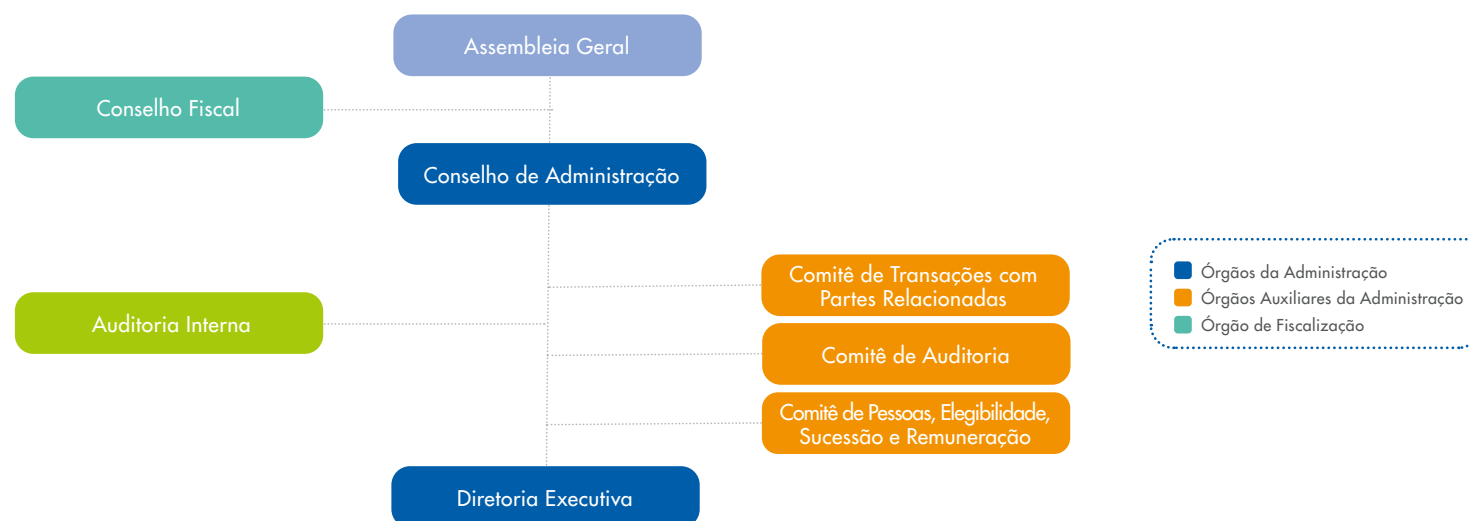 Assembleia Geral
Conselho Fiscal
Conselho de Administração
Comitê de Transações com
Partes Relacionadas
Auditoria Interna
Comitê de Auditoria
Comitê de Pessoas, Elegibilidade,
Sucessão e Remuneração
Diretoria Executiva
Órgãos da Administração
Órgãos Auxiliares da Administração
Órgão de Fiscalização